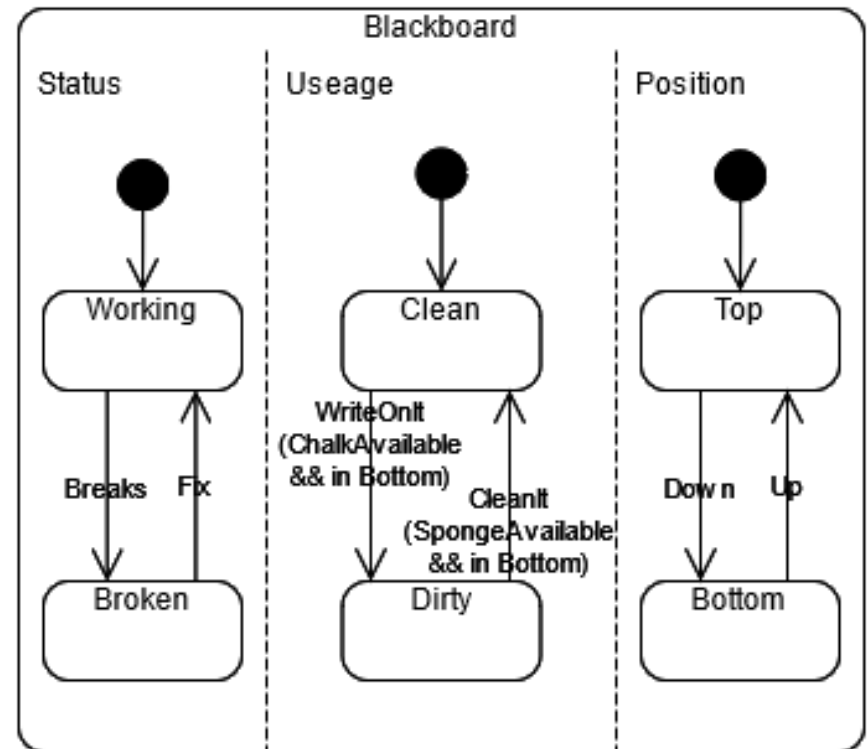 Blackboard
Status
Useage
Position
Working
Clean
Top
WriteOnIt
(ChalkAvailable
&& in Bottom)
Breaks
Fix
CleanIt
(SpongeAvailable
&& in Bottom)
Down
Up
Broken
Dirty
Bottom